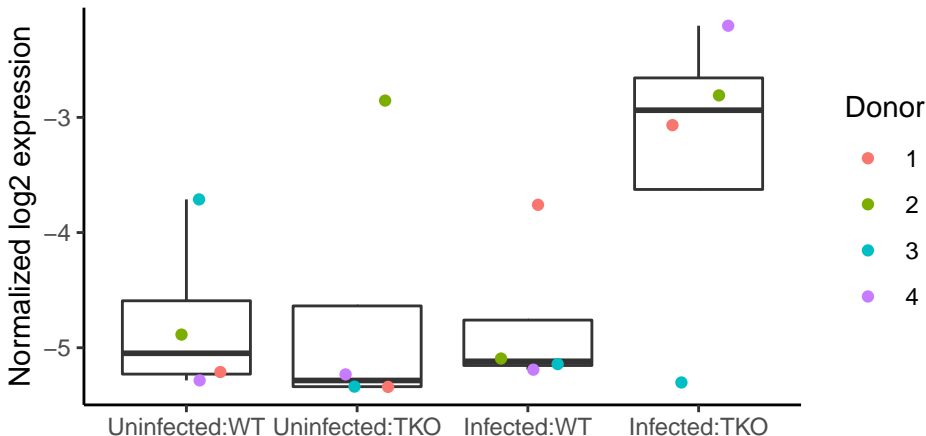 Normalized log2 expression
−3
−4
−5
Uninfected:WT
Uninfected:TKO
Infected:WT
Infected:TKO
Donor
1
2
3
4